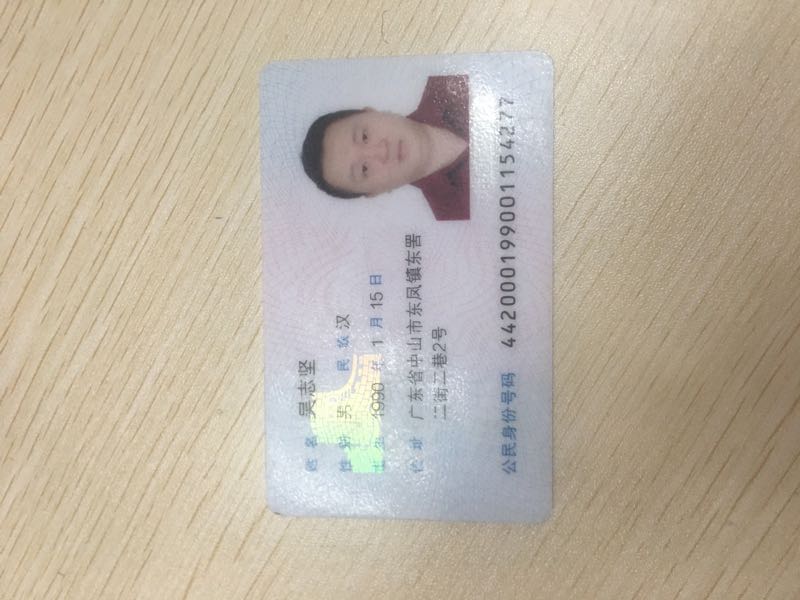 姓名 吴志坚
性别 男 民族 汉
出生 1990 年 1 月 15 日
住址 广东省中山市东凤镇东罟
街二巷2号
公民身份号码 442000199001154277